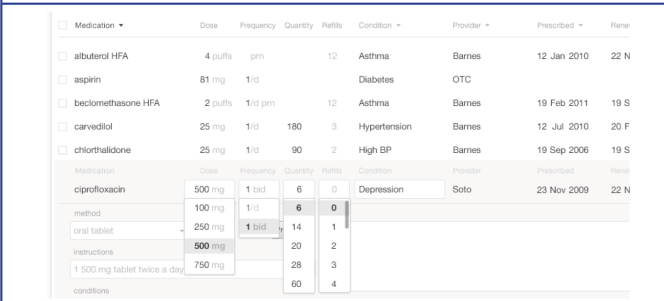 Medication Dose Frequency Quantity Refills Condition Provider Prescribed
albuterol HFA 4 puffs prn 12 Asthma Barnes 12 Jan 2010 22 N
aspirin 81 mg 1/d Diabetes OTC
beclomethasone HFA 2 puffs 1/d prn 12 Asthma Barnes 19 Feb 2011 19 S
carvedilol 25 mg 1/d 180 3 Hypertension Barnes 12 Jul 2010 20 F
chlorthalidone 25 mg 1/d 90 2 High BP Barnes 19 Sep 2006 19 S
Medication Dose Frequency Quantity Refills Condition Provider Prescribed
ciprofloxacin 500 mg 1 bid 6 0 Depression Soto 23 Nov 2009 22 N
method 100 mg 1/d 6 0
oral tablet 250 mg 1 bid 14 1
500 mg 20 2
instructions
1 500 mg tablet twice a day 750 mg 28 3
60 4
conditions